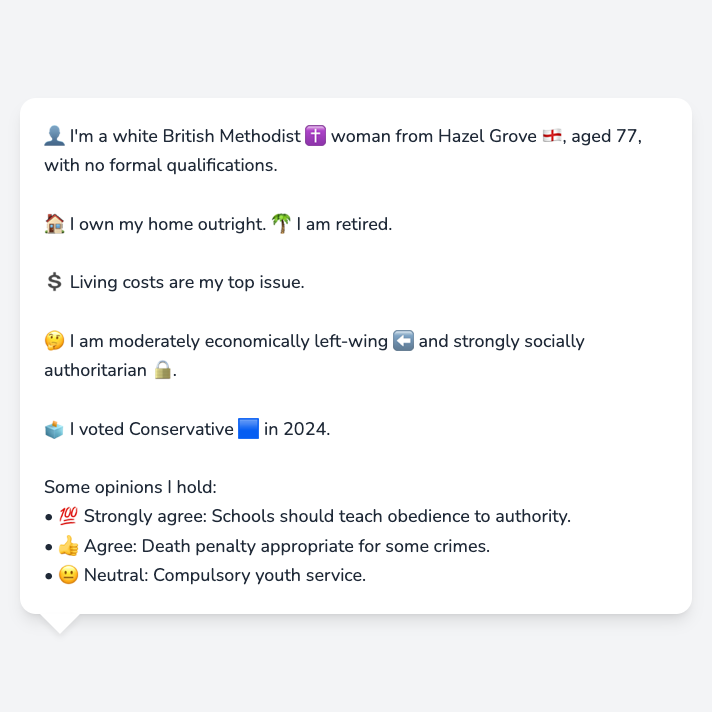 👤 I'm a white British Methodist ✝️ woman from Hazel Grove 🏴󠁧󠁢󠁥󠁮󠁧󠁿, aged 77,
with no formal qualifications.
🏠 I own my home outright. 🌴 I am retired.
💲 Living costs are my top issue.
🤔 I am moderately economically left-wing ⬅️ and strongly socially
authoritarian 🔒.
🗳️ I voted Conservative 🟦 in 2024.
Some opinions I hold:
• 💯 Strongly agree: Schools should teach obedience to authority.
• 👍 Agree: Death penalty appropriate for some crimes.
• 😐 Neutral: Compulsory youth service.